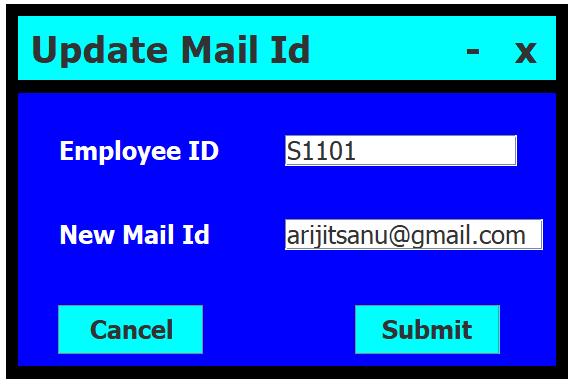 Update Mail Id - x
Employee ID S1101
New Mail Id arijitsanu@gmail.com
Cancel Submit